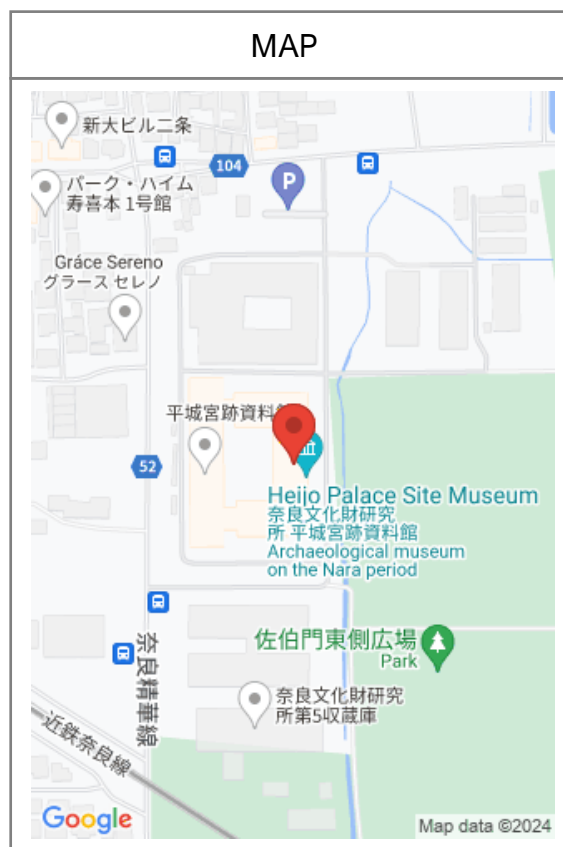 MAP
新大ビル二条
104
P
パーク・ハイム
寿喜本 1号館
Gráce Sereno
グラース セレノ
平城宮跡資料館
52
Heijo Palace Site Museum
奈良文化財研究
所 平城宮跡資料館
Archaeological museum
on the Nara period
佐伯門東側広場
Park
奈良精華線
奈良文化財研究
所第5収蔵庫
近鉄奈良線
Google
Map data ©2024